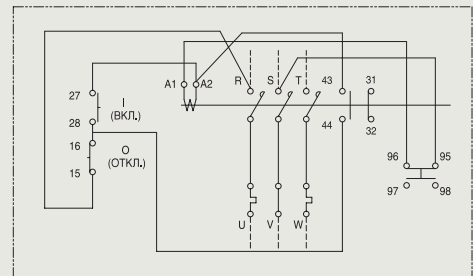 R S T 43 31
A1 A2
27
I
(ВКЛ.)
28
16
O
(ОТКЛ.)
15
44 32
96 95
97 98
U V W